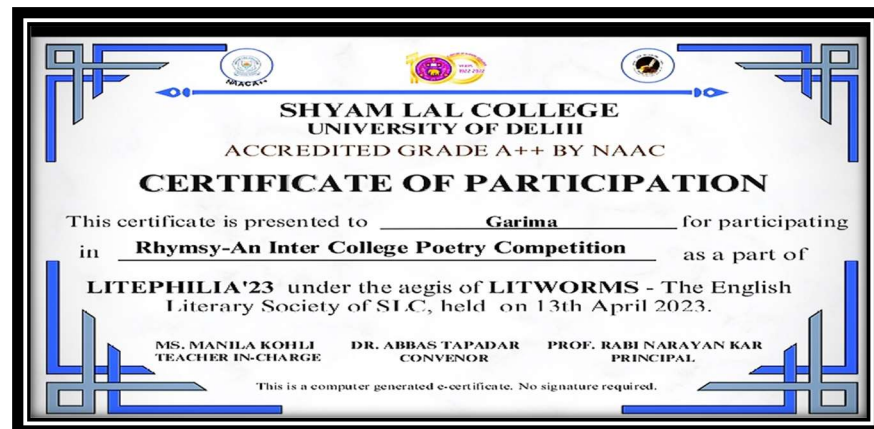 NAACA++
SHYAM LAL COLLEGE
UNIVERSITY OF DELHI
ACCREDITED GRADE A++ BY NAAC
CERTIFICATE OF PARTICIPATION
This certificate is presented to Garima for participating
in Rhymsy-An Inter College Poetry Competition as a part of
LITEPHILIA'23 under the aegis of LITWORMS - The English
Literary Society of SLC, held on 13th April 2023.
MS. MANILA KOHLI DR. ABBAS TAPADAR PROF. RABI NARAYAN KAR
TEACHER IN-CHARGE CONVENOR PRINCIPAL
This is a computer generated e-certificate. No signature required.